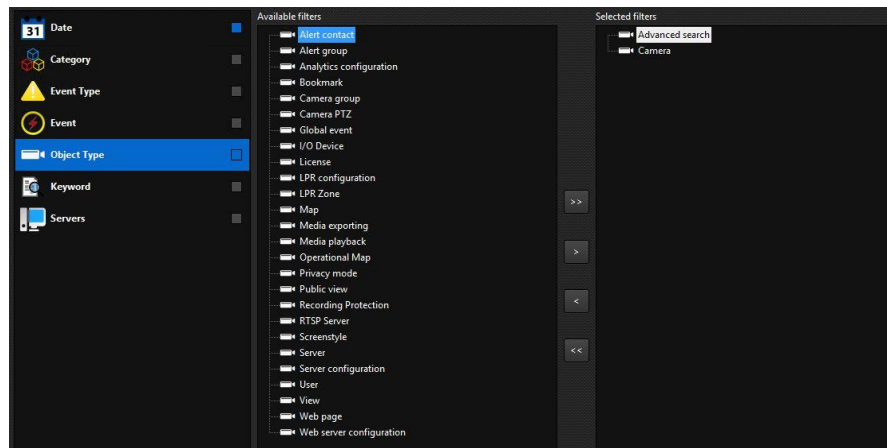 31
Date
Category
Event Type
Event
Object Type
Keyword
Servers
Available filters
Alert contact
Alert group
Analytics configuration
Bookmark
Camera group
Camera PTZ
Global event
I/O Device
License
LPR configuration
LPR Zone
Map
Media exporting
Media playback
Operational Map
Privacy mode
Public view
Recording Protection
RTSP Server
Screenstyle
Server
Server configuration
User
View
Web page
Web server configuration
>>
>
<
<<
Selected filters
Advanced search
Camera